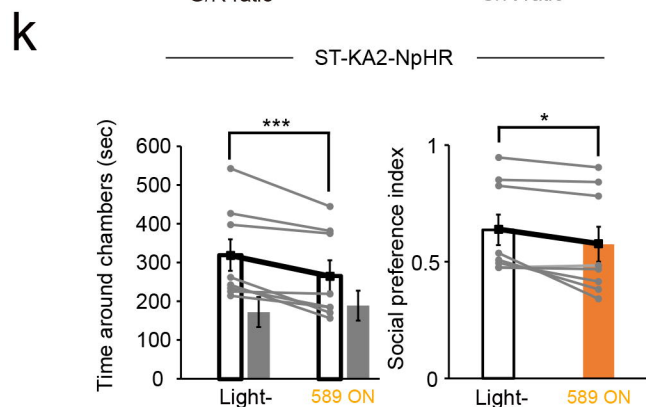 k
ST-KA2-NpHR
Time around chambers (sec)
600
500
400
300
200
100
0
***
Light-
589 ON
Social preference index
1
0.5
0
*
Light-
589 ON